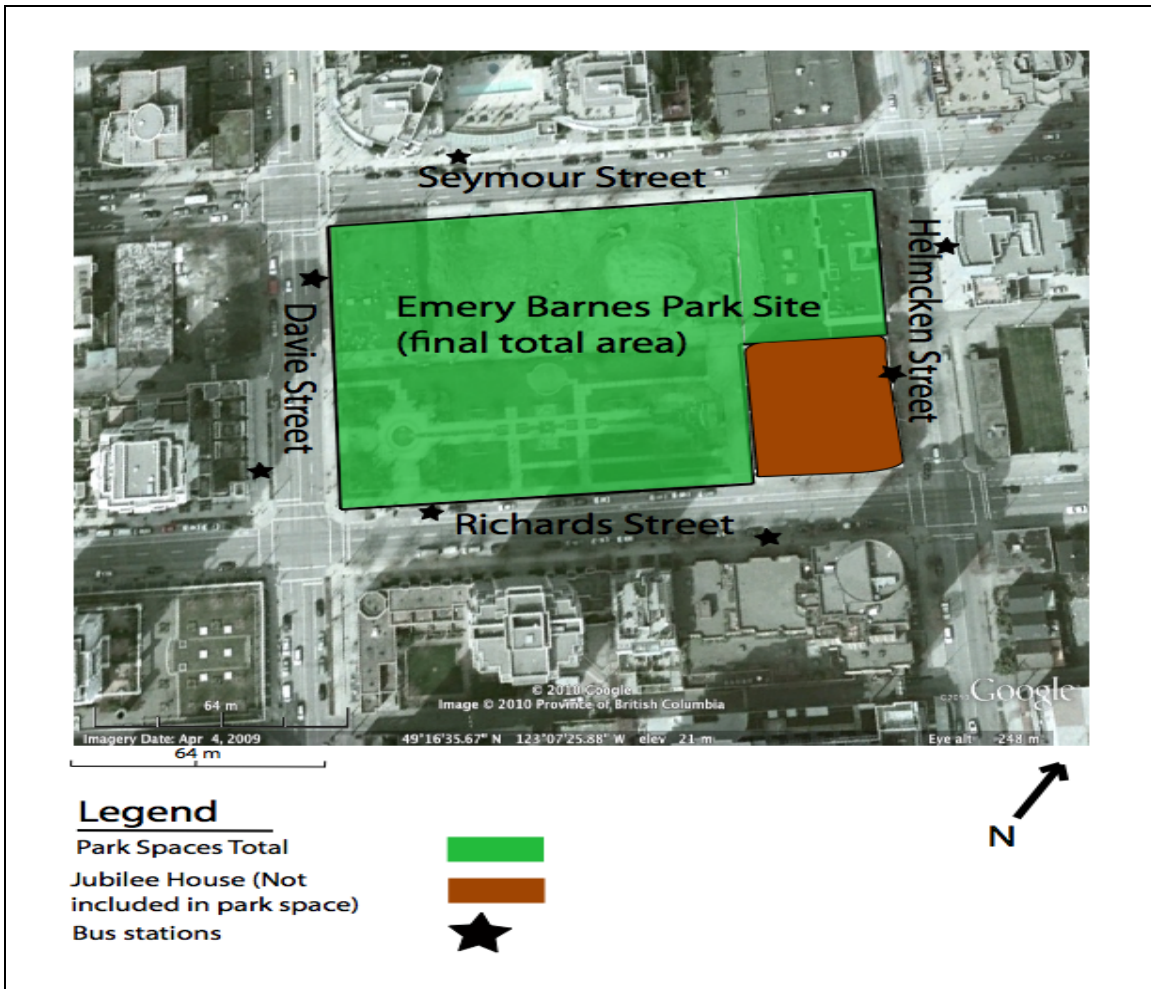 Seymour Street
Helmcken Street
Emery Barnes Park Site
(final total area)
Davie Street
Richards Street
© 2010 Google
Image © 2010 Province of British Columbia
Google
64 m
Imagery Date: Apr 4, 2009
49°16'35.67" N 123°07'25.88" W elev 21 m
Eye alt 248 m
64 m
N
Legend
Park Spaces Total
Jubilee House (Not
included in park space)
Bus stations